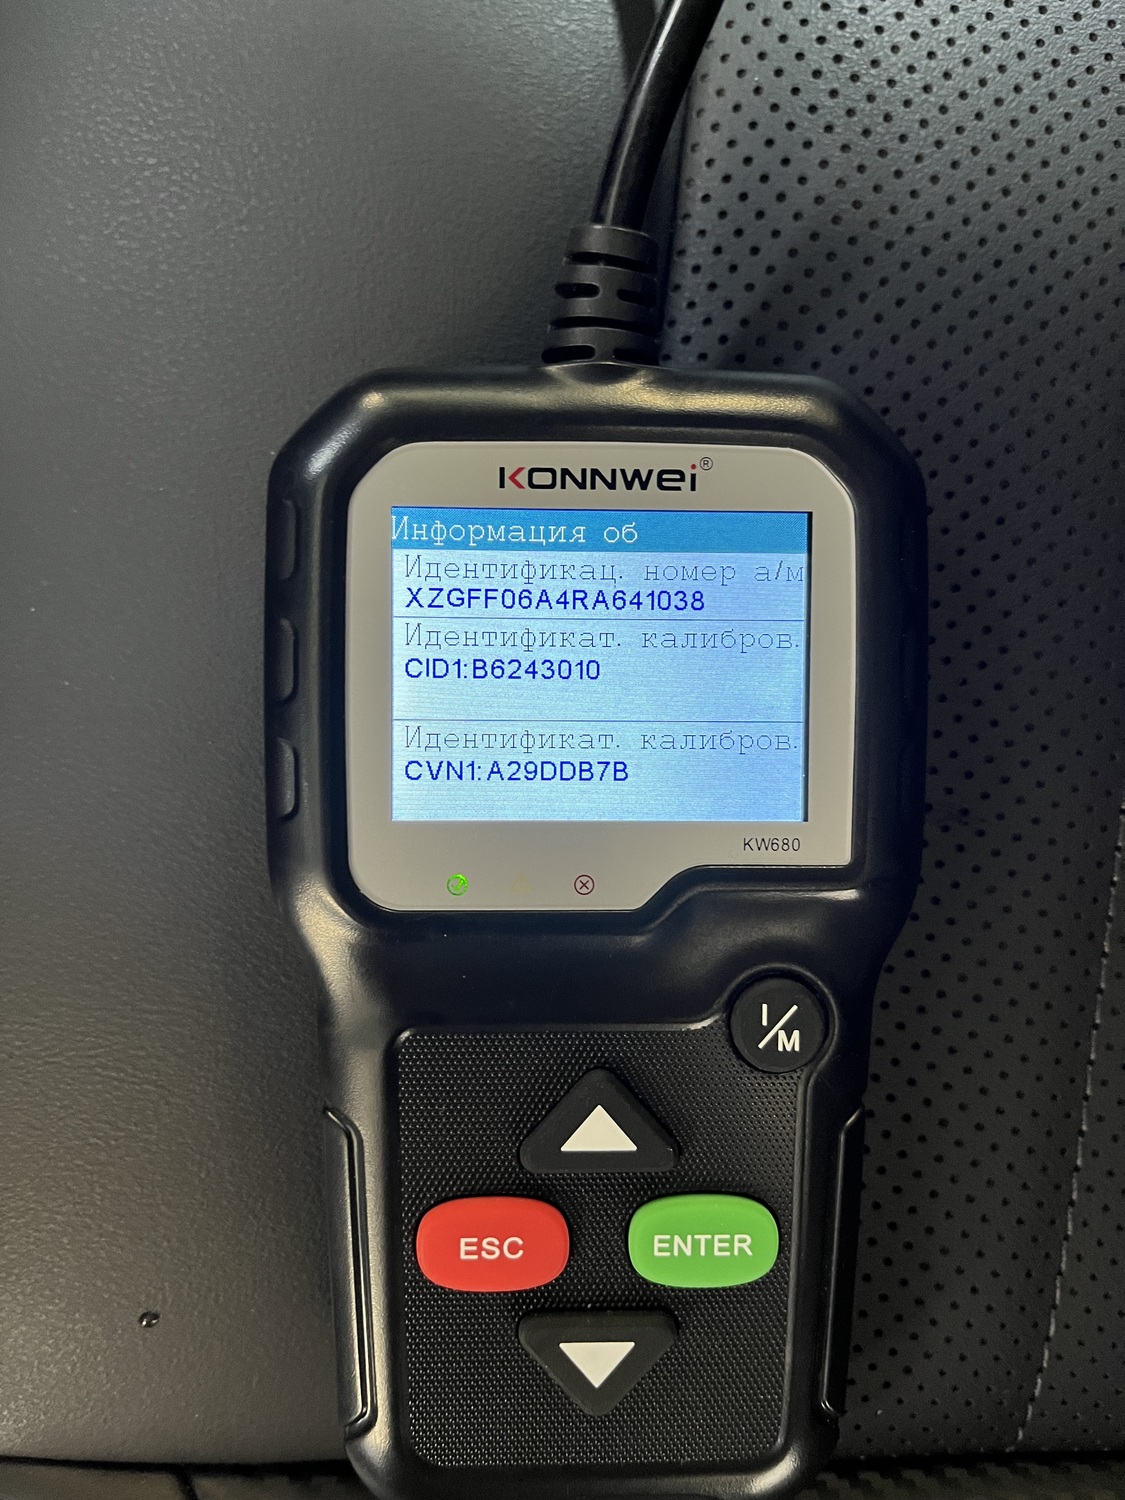 KONNWEI®
Информация об
Идентификац. номер а/м
XZGFF06A4RA641038
Идентификат. калибров.
CID1:B6243010
Идентификат. калибров.
CVN1:A29DDB7B
KW680
I/M
ESC
ENTER